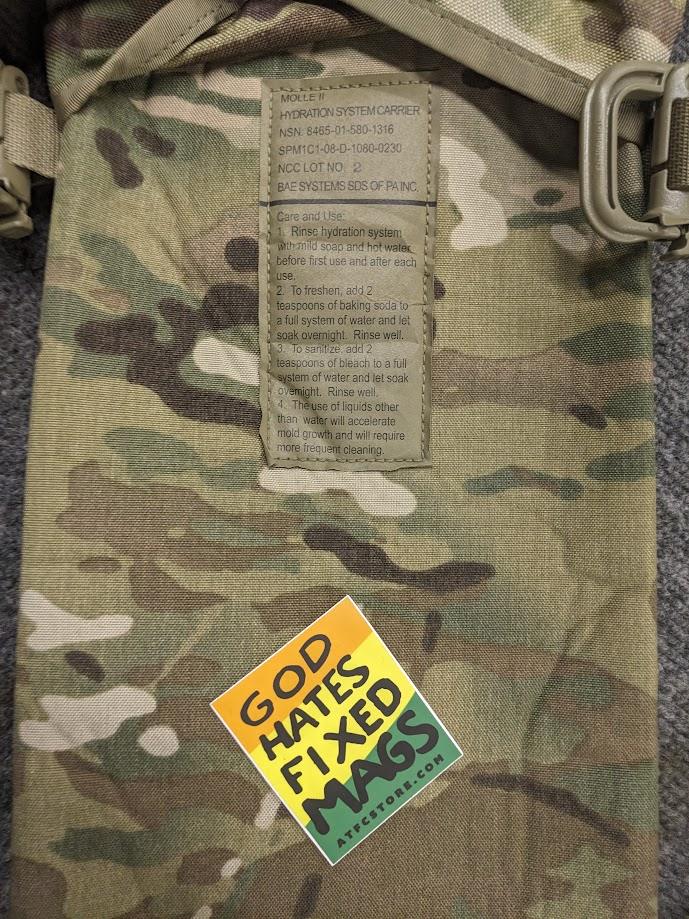 MOLLE II
HYDRATION SYSTEM CARRIER
NSN: 8465-01-580-1316
SPM1C1-08-D-1080-0230
NCC LOT NO. 2
BAE SYSTEMS SDS OF PA INC.
Care and Use:
1. Rinse hydration system
with mild soap and hot water
before first use and after each
use.
2. To freshen, add 2
teaspoons of baking soda to
a full system of water and let
soak overnight. Rinse well.
3. To sanitize, add 2
teaspoons of bleach to a full
system of water and let soak
overnight. Rinse well.
4. The use of liquids other
than water will accelerate
mold growth and will require
more frequent cleaning.
GOD
HATES
FIXED
MAGS
ATFCSTORE.COM